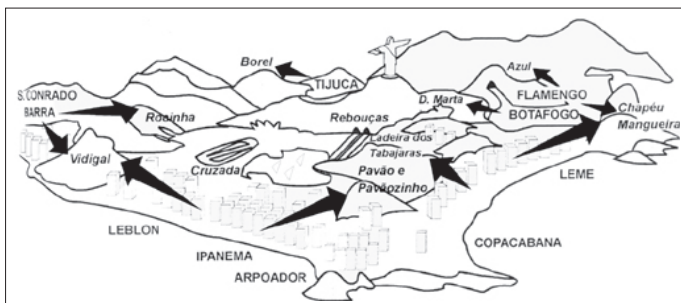 Borel
Azul
TIJUCA
S.CONRADO
BARRA
Rocinha
Rebouças
D. Marta
FLAMENGO
BOTAFOGO
Chapéu
Mangueira
Ladeira dos
Tabajaras
Vidigal
Cruzada
Pavão e
Pavãozinho
LEME
LEBLON
IPANEMA
COPACABANA
ARPOADOR